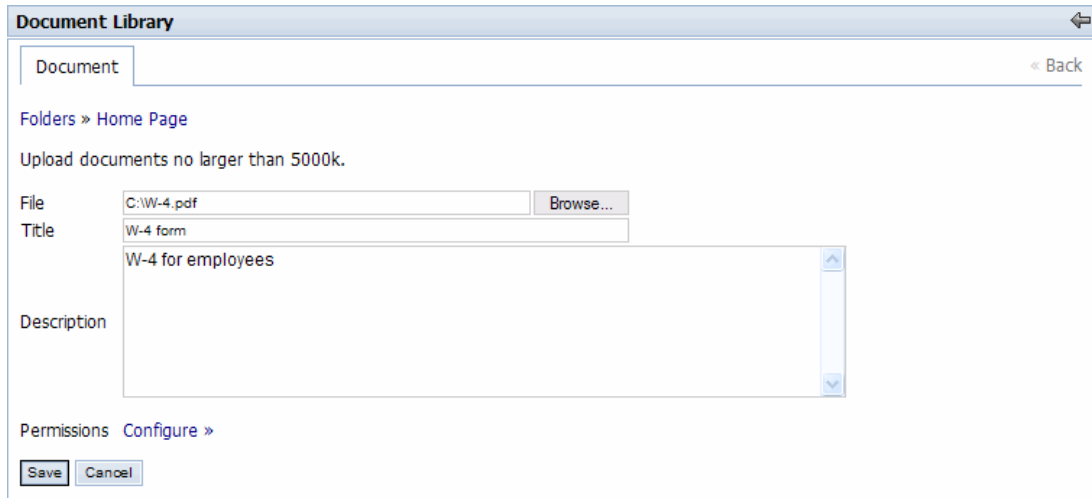 Document Library
Document
« Back
Folders » Home Page
Upload documents no larger than 5000k.
File C:\W-4.pdf Browse...
Title W-4 form
Description W-4 for employees
Permissions Configure »
Save Cancel